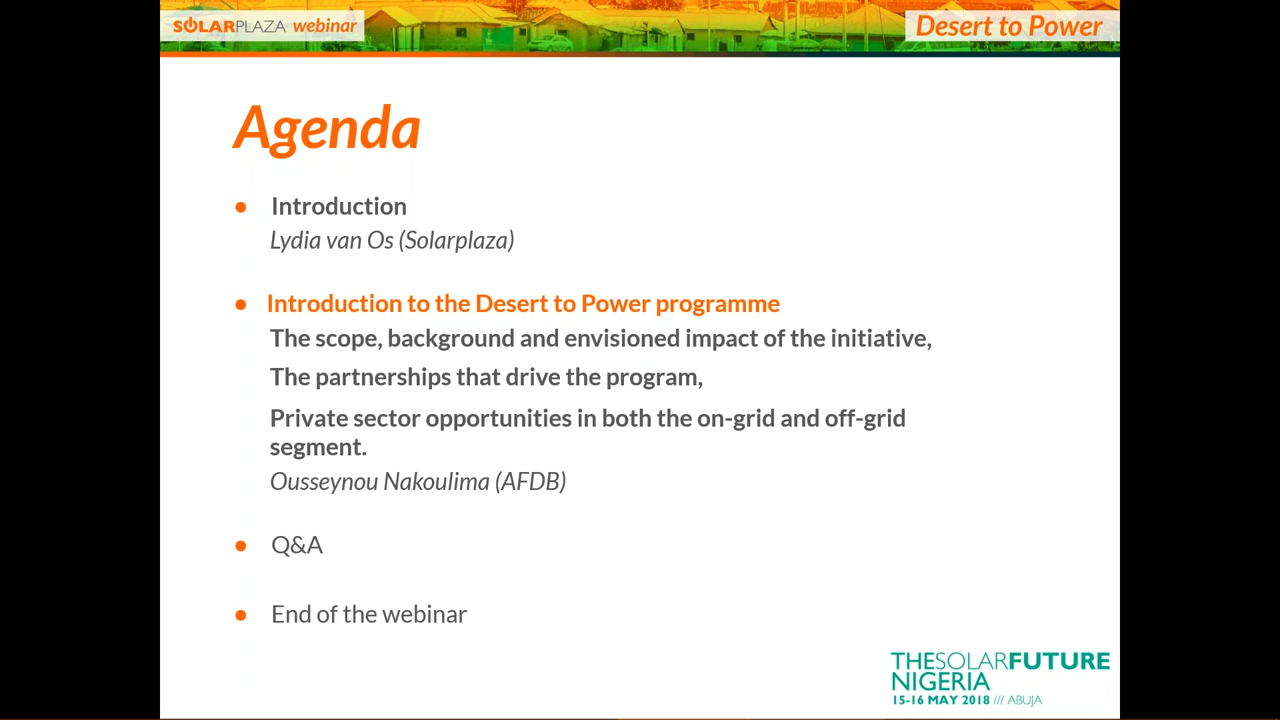 SOLARPLAZA webinar
Desert to Power
Agenda
Introduction
Lydia van Os (Solarplaza)
Introduction to the Desert to Power programme
The scope, background and envisioned impact of the initiative,
The partnerships that drive the program,
Private sector opportunities in both the on-grid and off-grid
segment.
Ousseynou Nakoulima (AFDB)
Q&A
End of the webinar
THESOLARFUTURE
NIGERIA
15-16 MAY 2018 /// ABUJA